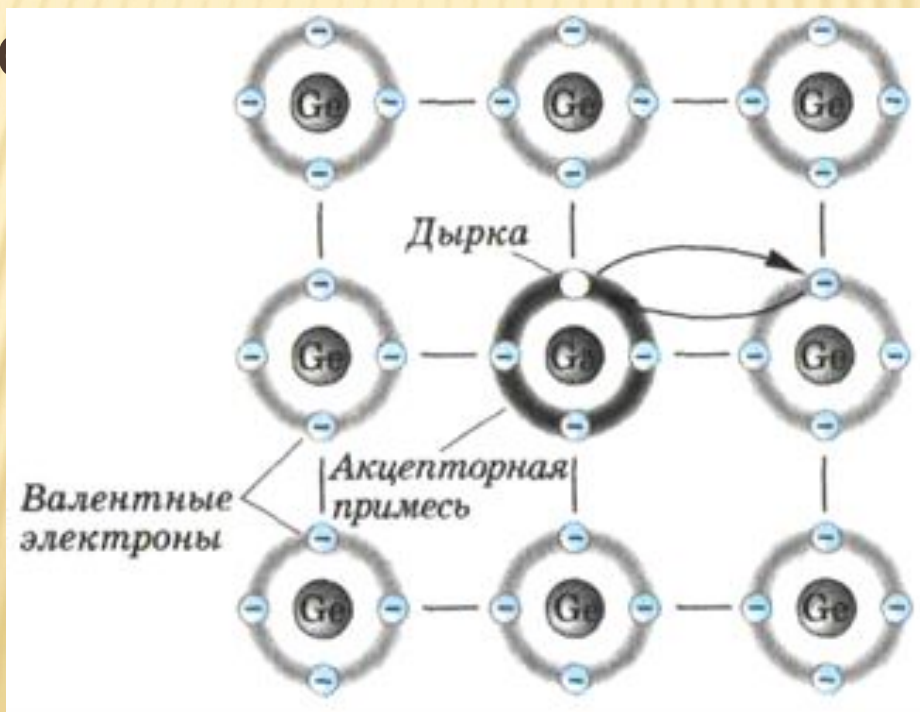 Ge Ge Ge
Дырка
Ge Ga Ge
Акцепторная
примесь
Валентные
электроны
Ge Ge Ge